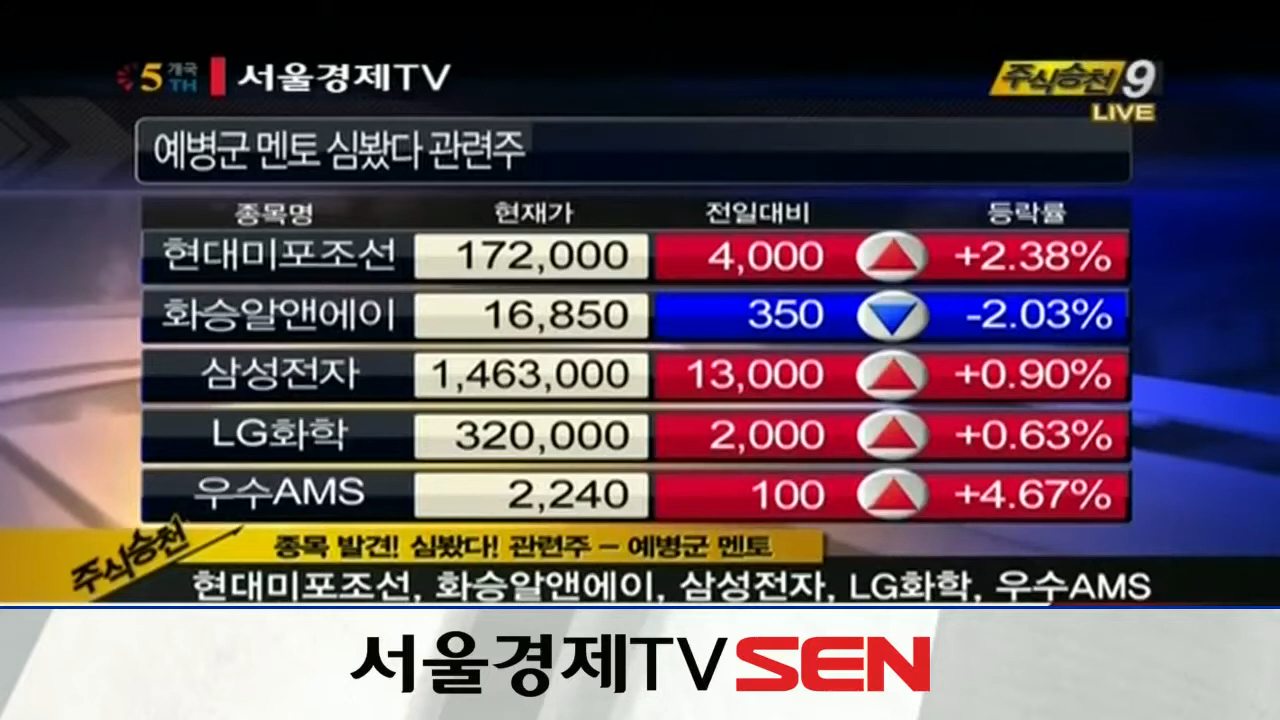 5 개국 TH 서울경제TV
주식승천 9
LIVE
예병군 멘토 심봤다 관련주
종목명 현재가 전일대비 등락률
현대미포조선 172,000 4,000 ▲ +2.38%
화승알앤에이 16,850 350 ▼ -2.03%
삼성전자 1,463,000 13,000 ▲ +0.90%
LG화학 320,000 2,000 ▲ +0.63%
우수AMS 2,240 100 ▲ +4.67%
주식승천
종목 발견! 심봤다! 관련주 – 예병군 멘토
현대미포조선, 화승알앤에이, 삼성전자, LG화학, 우수AMS
서울경제TV SEN